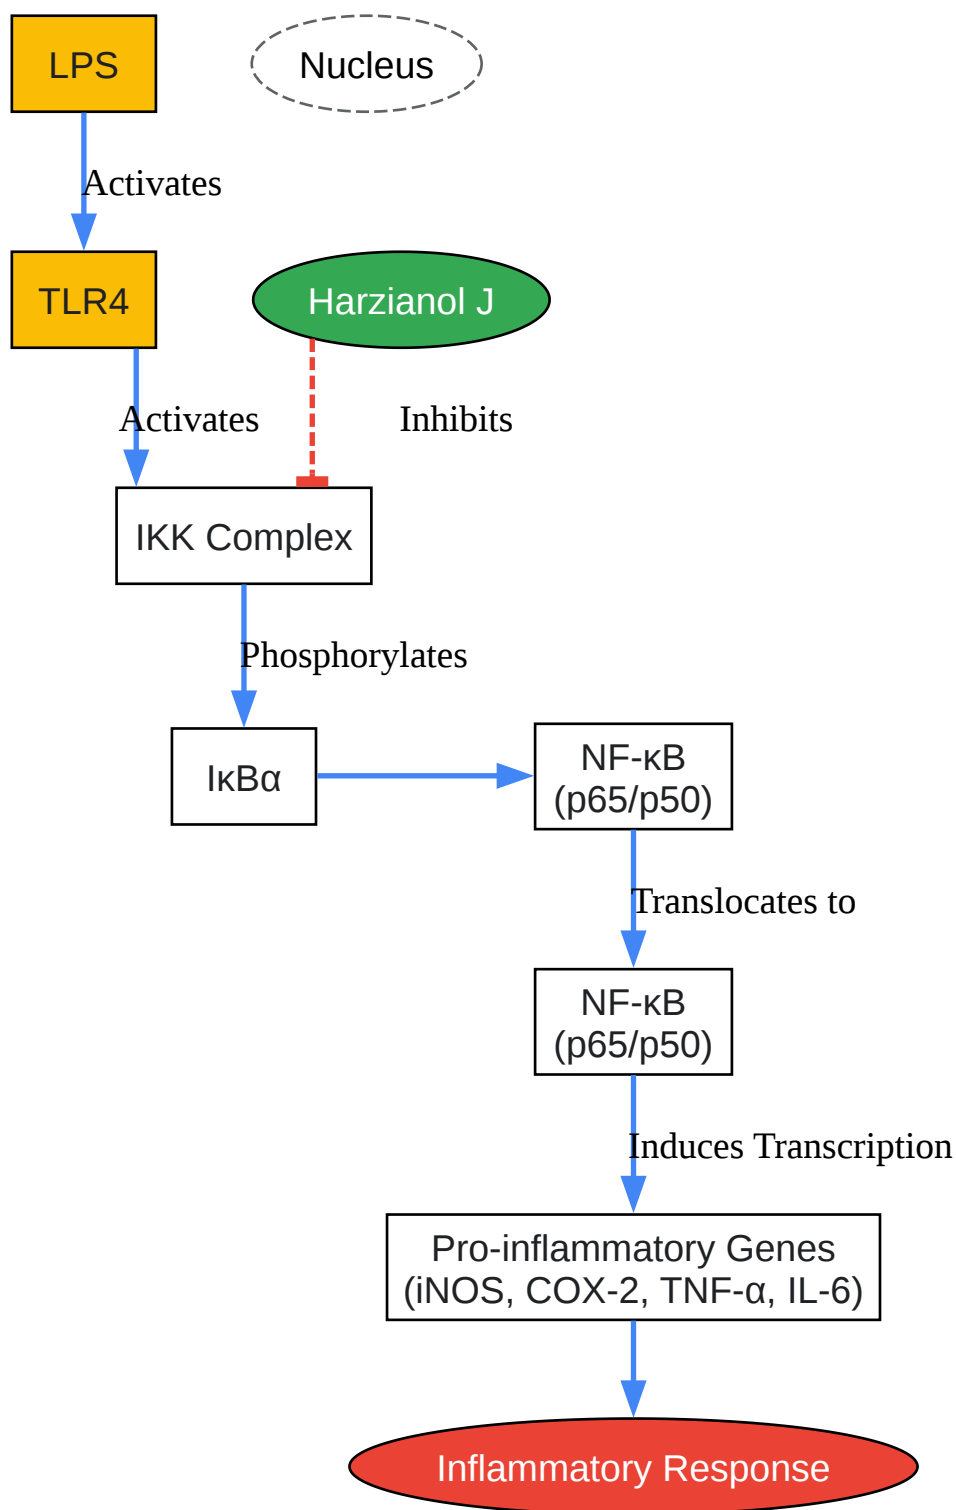 LPS
Nucleus
Activates
TLR4
Harzianol J
Activates
Inhibits
IKK Complex
Phosphorylates
IκBα
NF-κB
(p65/p50)
Translocates to
NF-κB
(p65/p50)
Induces Transcription
Pro-inflammatory Genes
(iNOS, COX-2, TNF-α, IL-6)
Inflammatory Response